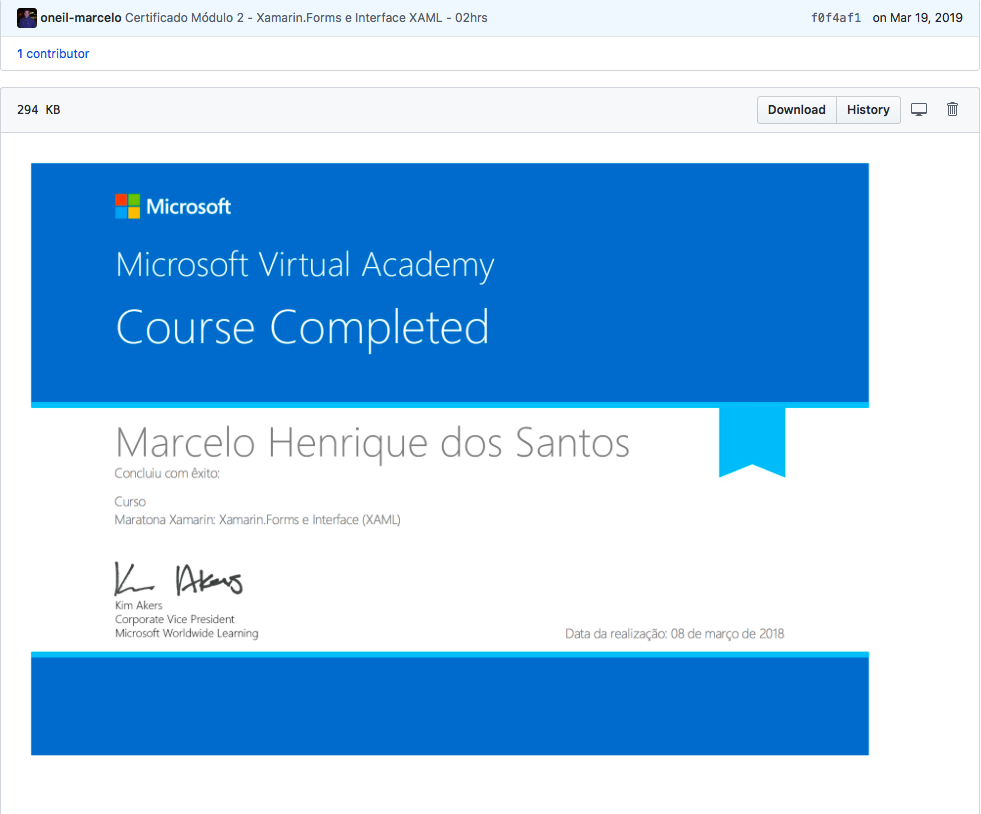 oneil-marcelo Certificado Módulo 2 - Xamarin.Forms e Interface XAML - 02hrs f0f4af1 on Mar 19, 2019
1 contributor
294 KB Download History
Microsoft
Microsoft Virtual Academy
Course Completed
Marcelo Henrique dos Santos
Concluiu com êxito:
Curso
Maratona Xamarin: Xamarin.Forms e Interface (XAML)
Kim Akers
Kim Akers
Corporate Vice President
Microsoft Worldwide Learning
Data da realização: 08 de março de 2018